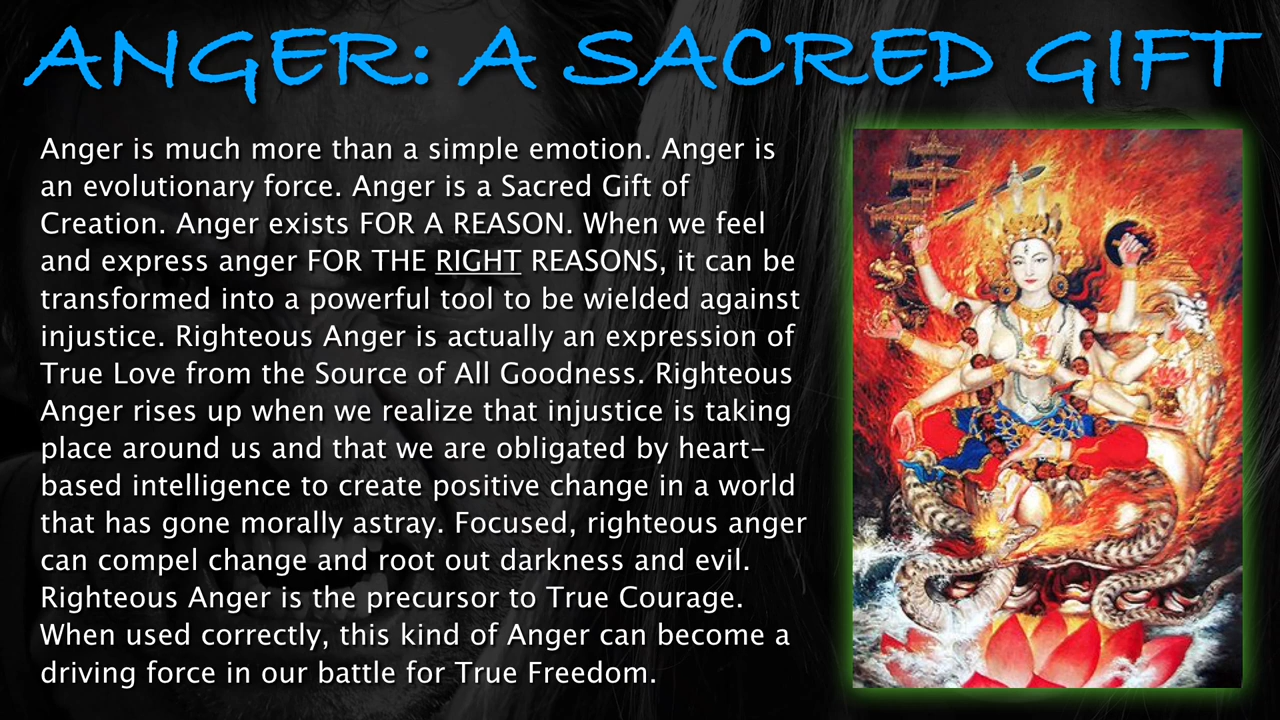 ANGER: A SACRED GIFT
Anger is much more than a simple emotion. Anger is
an evolutionary force. Anger is a Sacred Gift of
Creation. Anger exists FOR A REASON. When we feel
and express anger FOR THE RIGHT REASONS, it can be
transformed into a powerful tool to be wielded against
injustice. Righteous Anger is actually an expression of
True Love from the Source of All Goodness. Righteous
Anger rises up when we realize that injustice is taking
place around us and that we are obligated by heart-
based intelligence to create positive change in a world
that has gone morally astray. Focused, righteous anger
can compel change and root out darkness and evil.
Righteous Anger is the precursor to True Courage.
When used correctly, this kind of Anger can become a
driving force in our battle for True Freedom.